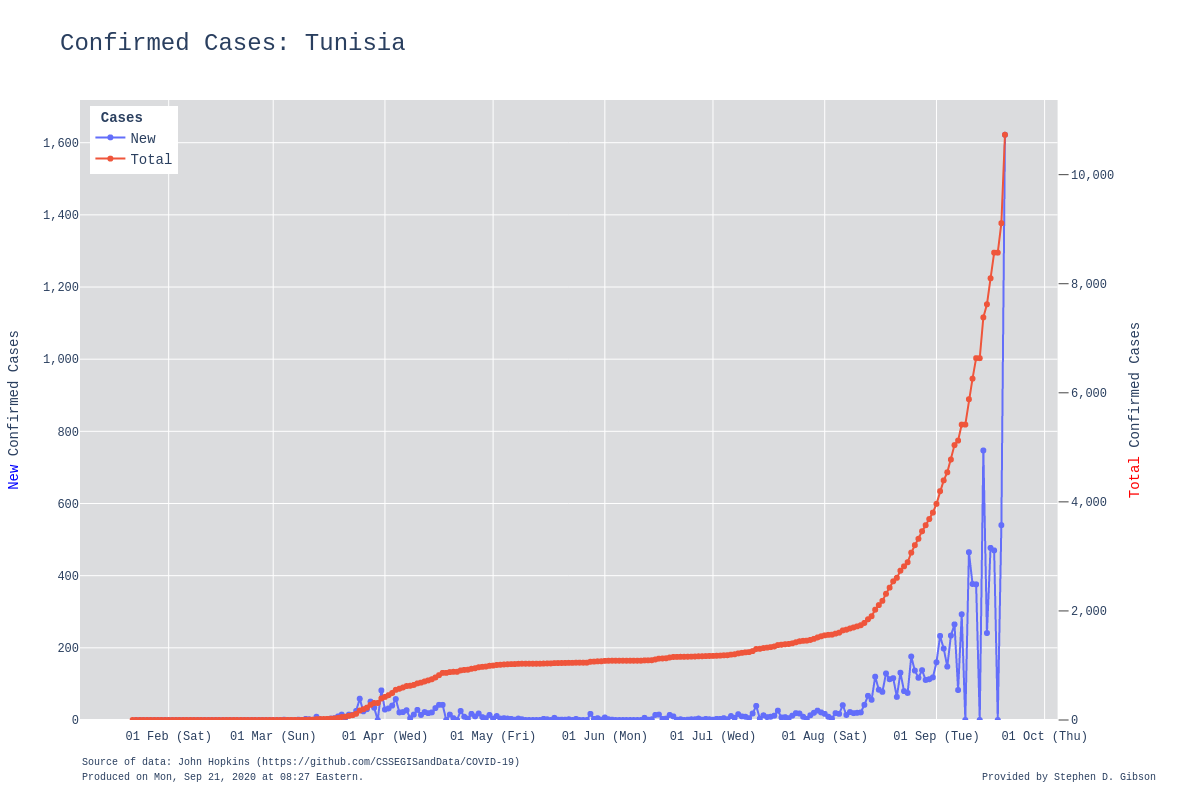 Confirmed Cases: Tunisia
Cases
New
Total
1,600
1,400
1,200
1,000
800
600
400
200
0
New Confirmed Cases
10,000
8,000
6,000
4,000
2,000
0
Total Confirmed Cases
01 Feb (Sat) 01 Mar (Sun) 01 Apr (Wed) 01 May (Fri) 01 Jun (Mon) 01 Jul (Wed) 01 Aug (Sat) 01 Sep (Tue) 01 Oct (Thu)
Source of data: John Hopkins (https://github.com/CSSEGISandData/COVID-19)
Produced on Mon, Sep 21, 2020 at 08:27 Eastern.
Provided by Stephen D. Gibson